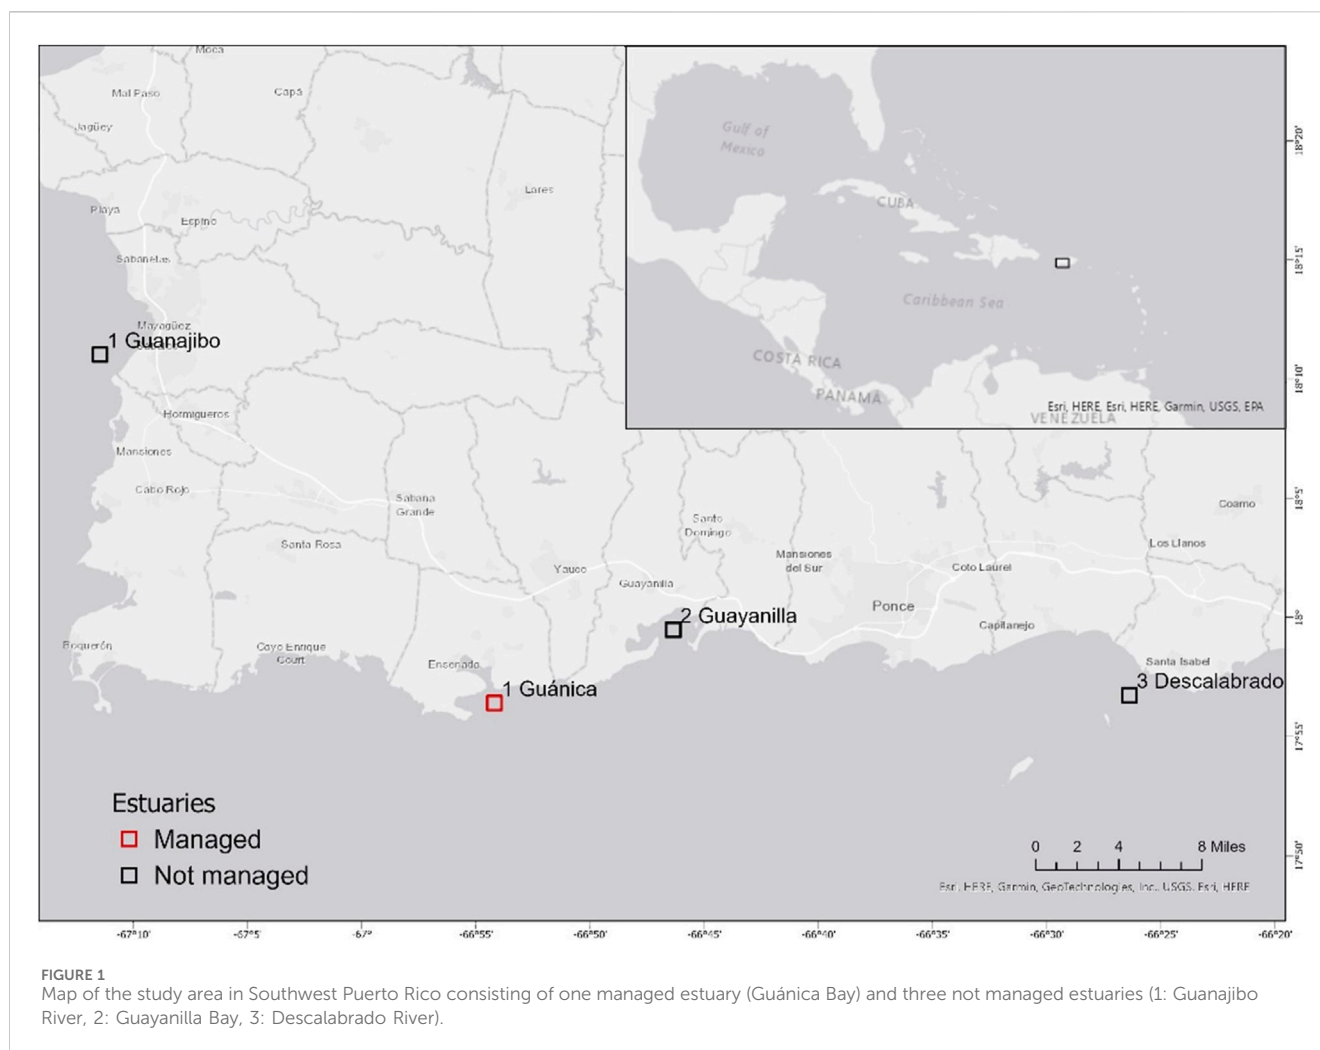 Moca
Mal Paso
Capá
Jagüey
Lares
Playa
Espino
Sabanetas
Mayagüez
1 Guanajibo
Hormigueros
Mansiones
Cabo Rojo
Sabana
Grande
Santa Rosa
Boquerón
Cayo Enrique
Court
Ensenada
1 Guánica
Yauco
Guayanilla
Santo
Domingo
2 Guayanilla
Mansiones
del Sur
Ponce
Coto Laurel
Capitanejo
Coamo
Los Llanos
Santa Isabel
3 Descalabrado
Gulf of
Mexico
CUBA
Caribbean Sea
COSTA RICA
PANAMA
VENEZUELA
Esri, HERE, Esri, HERE, Garmin, USGS, EPA
18°20'
18°15'
18°10'
18°5'
18°
17°55'
17°50'
Estuaries
Managed
Not managed
0 2 4 8 Miles
Esri, HERE, Garmin, GeoTechnologies, Inc., USGS, Esri, HERE
-67°10' -67°5' -67° -66°55' -66°50' -66°45' -66°40' -66°35' -66°30' -66°25' -66°20'
FIGURE 1
Map of the study area in Southwest Puerto Rico consisting of one managed estuary (Guánica Bay) and three not managed estuaries (1: Guanajibo
River, 2: Guayanilla Bay, 3: Descalabrado River).